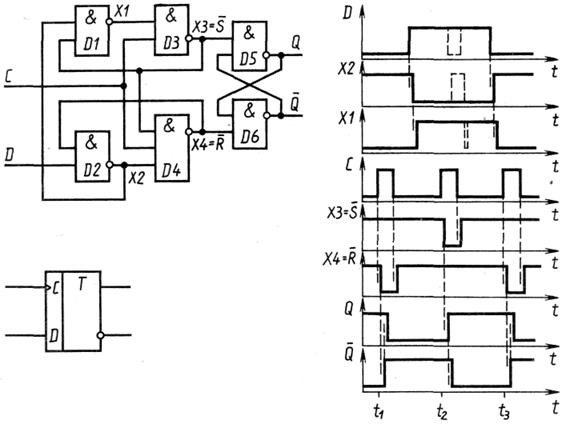 & X1 & X3=S̅ & Q
D1 D3 D5
C
& & & Q̅
D D2 X2 D4 X4=R̅ D6
C T
D
D
t
X2
t
X1
t
C
t
X3=S̅
t
X4=R̅
t
Q
t
Q̅
t₁ t₂ t₃ t